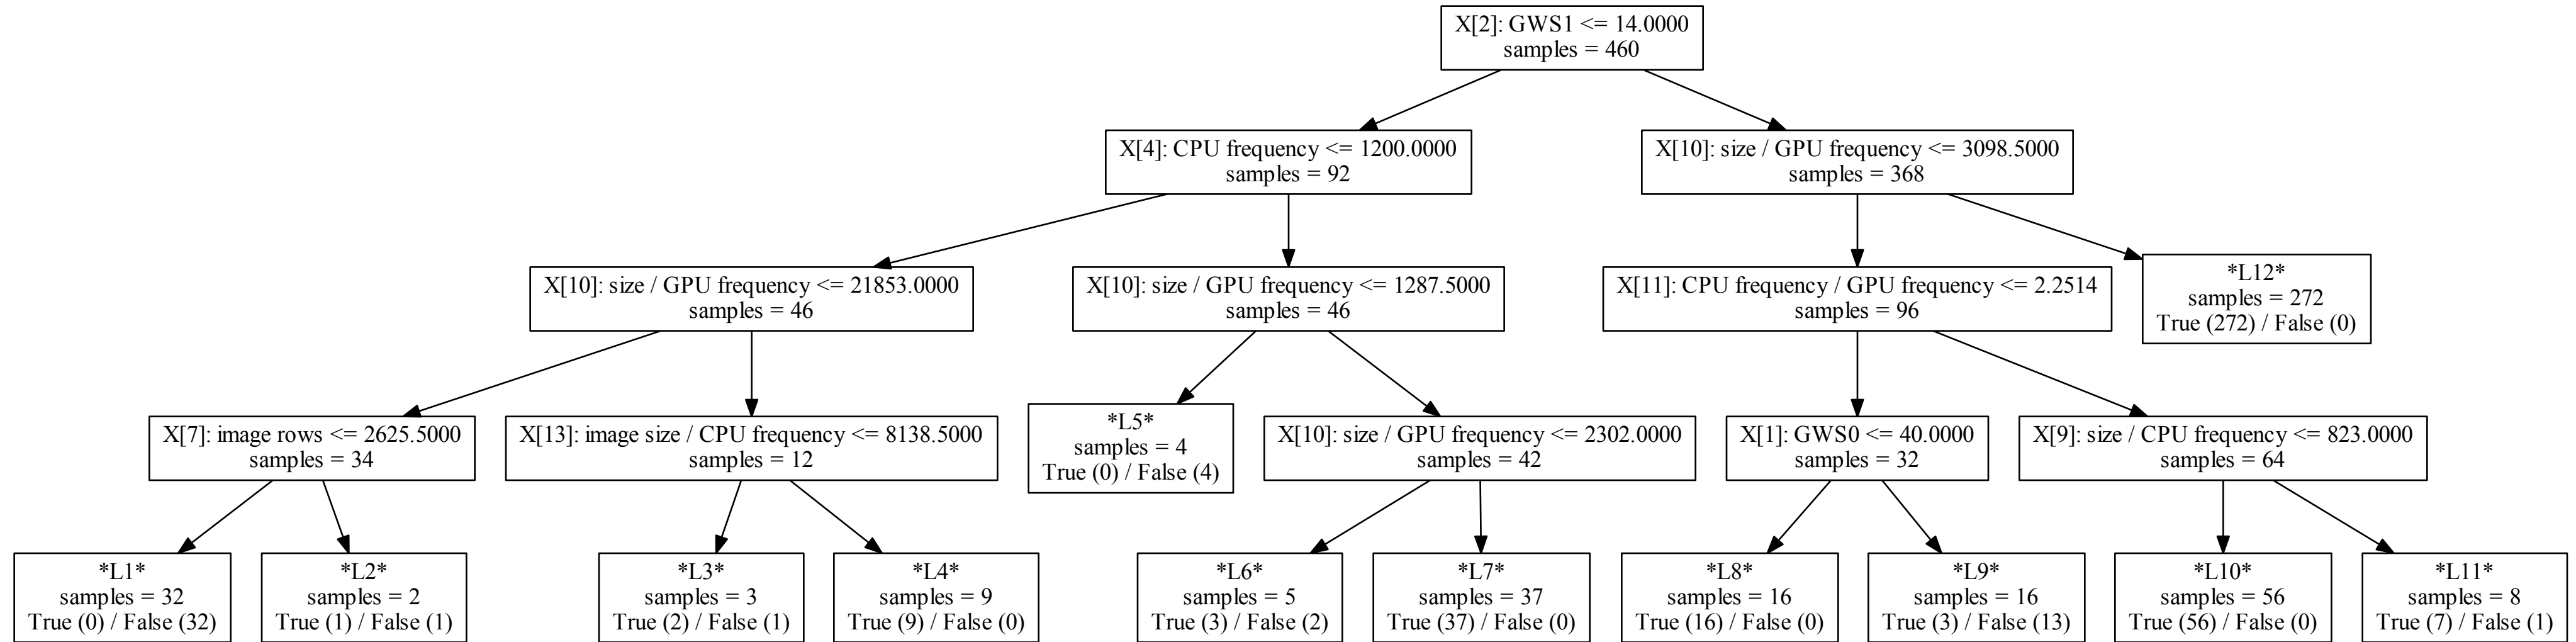 X[2]: GWS1 <= 14.0000
samples = 460
X[4]: CPU frequency <= 1200.0000
samples = 92
X[10]: size / GPU frequency <= 3098.5000
samples = 368
X[10]: size / GPU frequency <= 21853.0000
samples = 46
X[10]: size / GPU frequency <= 1287.5000
samples = 46
X[11]: CPU frequency / GPU frequency <= 2.2514
samples = 96
*L12*
samples = 272
True (272) / False (0)
X[7]: image rows <= 2625.5000
samples = 34
X[13]: image size / CPU frequency <= 8138.5000
samples = 12
*L5*
samples = 4
True (0) / False (4)
X[10]: size / GPU frequency <= 2302.0000
samples = 42
X[1]: GWS0 <= 40.0000
samples = 32
X[9]: size / CPU frequency <= 823.0000
samples = 64
*L1*
samples = 32
True (0) / False (32)
*L2*
samples = 2
True (1) / False (1)
*L3*
samples = 3
True (2) / False (1)
*L4*
samples = 9
True (9) / False (0)
*L6*
samples = 5
True (3) / False (2)
*L7*
samples = 37
True (37) / False (0)
*L8*
samples = 16
True (16) / False (0)
*L9*
samples = 16
True (3) / False (13)
*L10*
samples = 56
True (56) / False (0)
*L11*
samples = 8
True (7) / False (1)